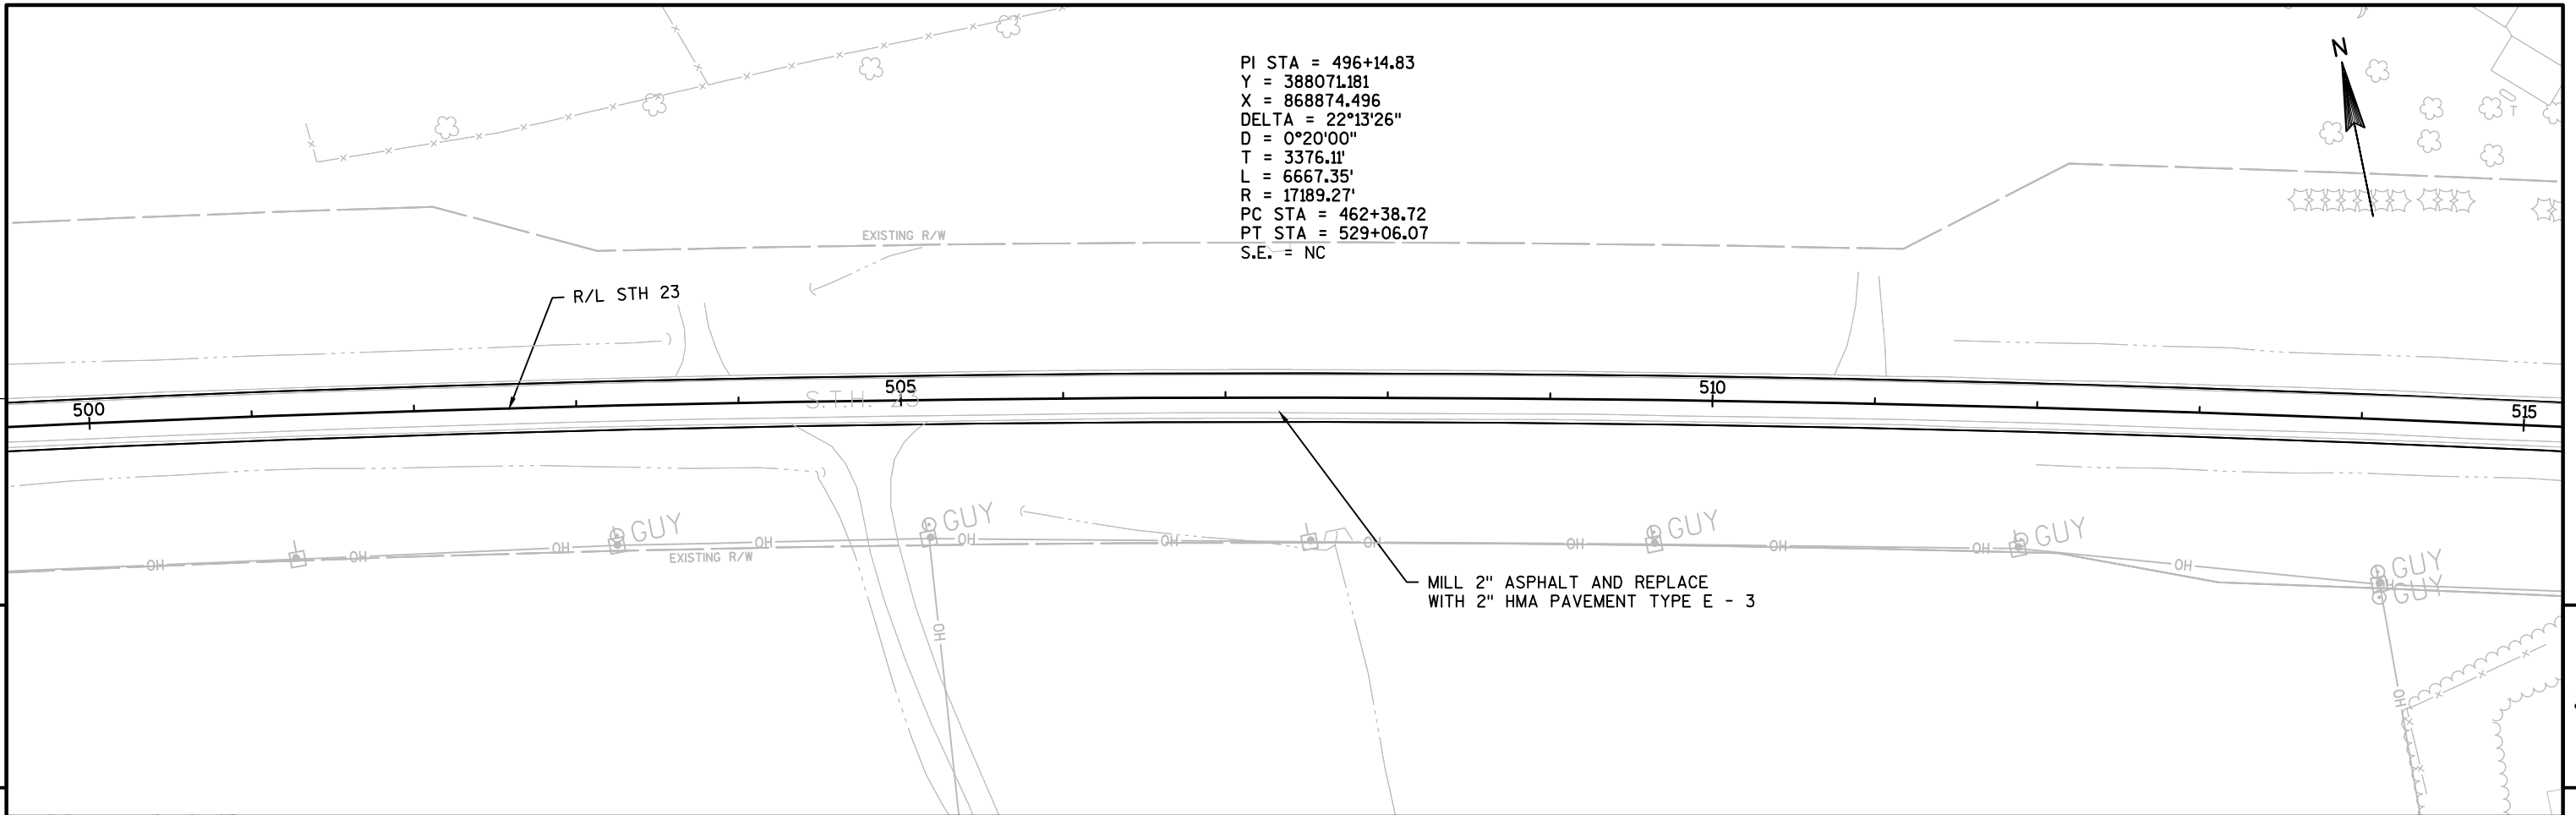 PI STA = 496+14.83
Y = 388071.181
X = 868874.496
DELTA = 22°13'26"
D = 0°20'00"
T = 3376.11'
L = 6667.35'
R = 17189.27'
PC STA = 462+38.72
PT STA = 529+06.07
S.E. = NC
N
T
EXISTING R/W
R/L STH 23
500
505
510
515
S.T.H. 23
GUY
GUY
GUY
GUY
GUY
GUY
OH
OH
OH
OH
OH
OH
OH
OH
OH
OH
OH
OH
OH
EXISTING R/W
MILL 2" ASPHALT AND REPLACE
WITH 2" HMA PAVEMENT TYPE E - 3